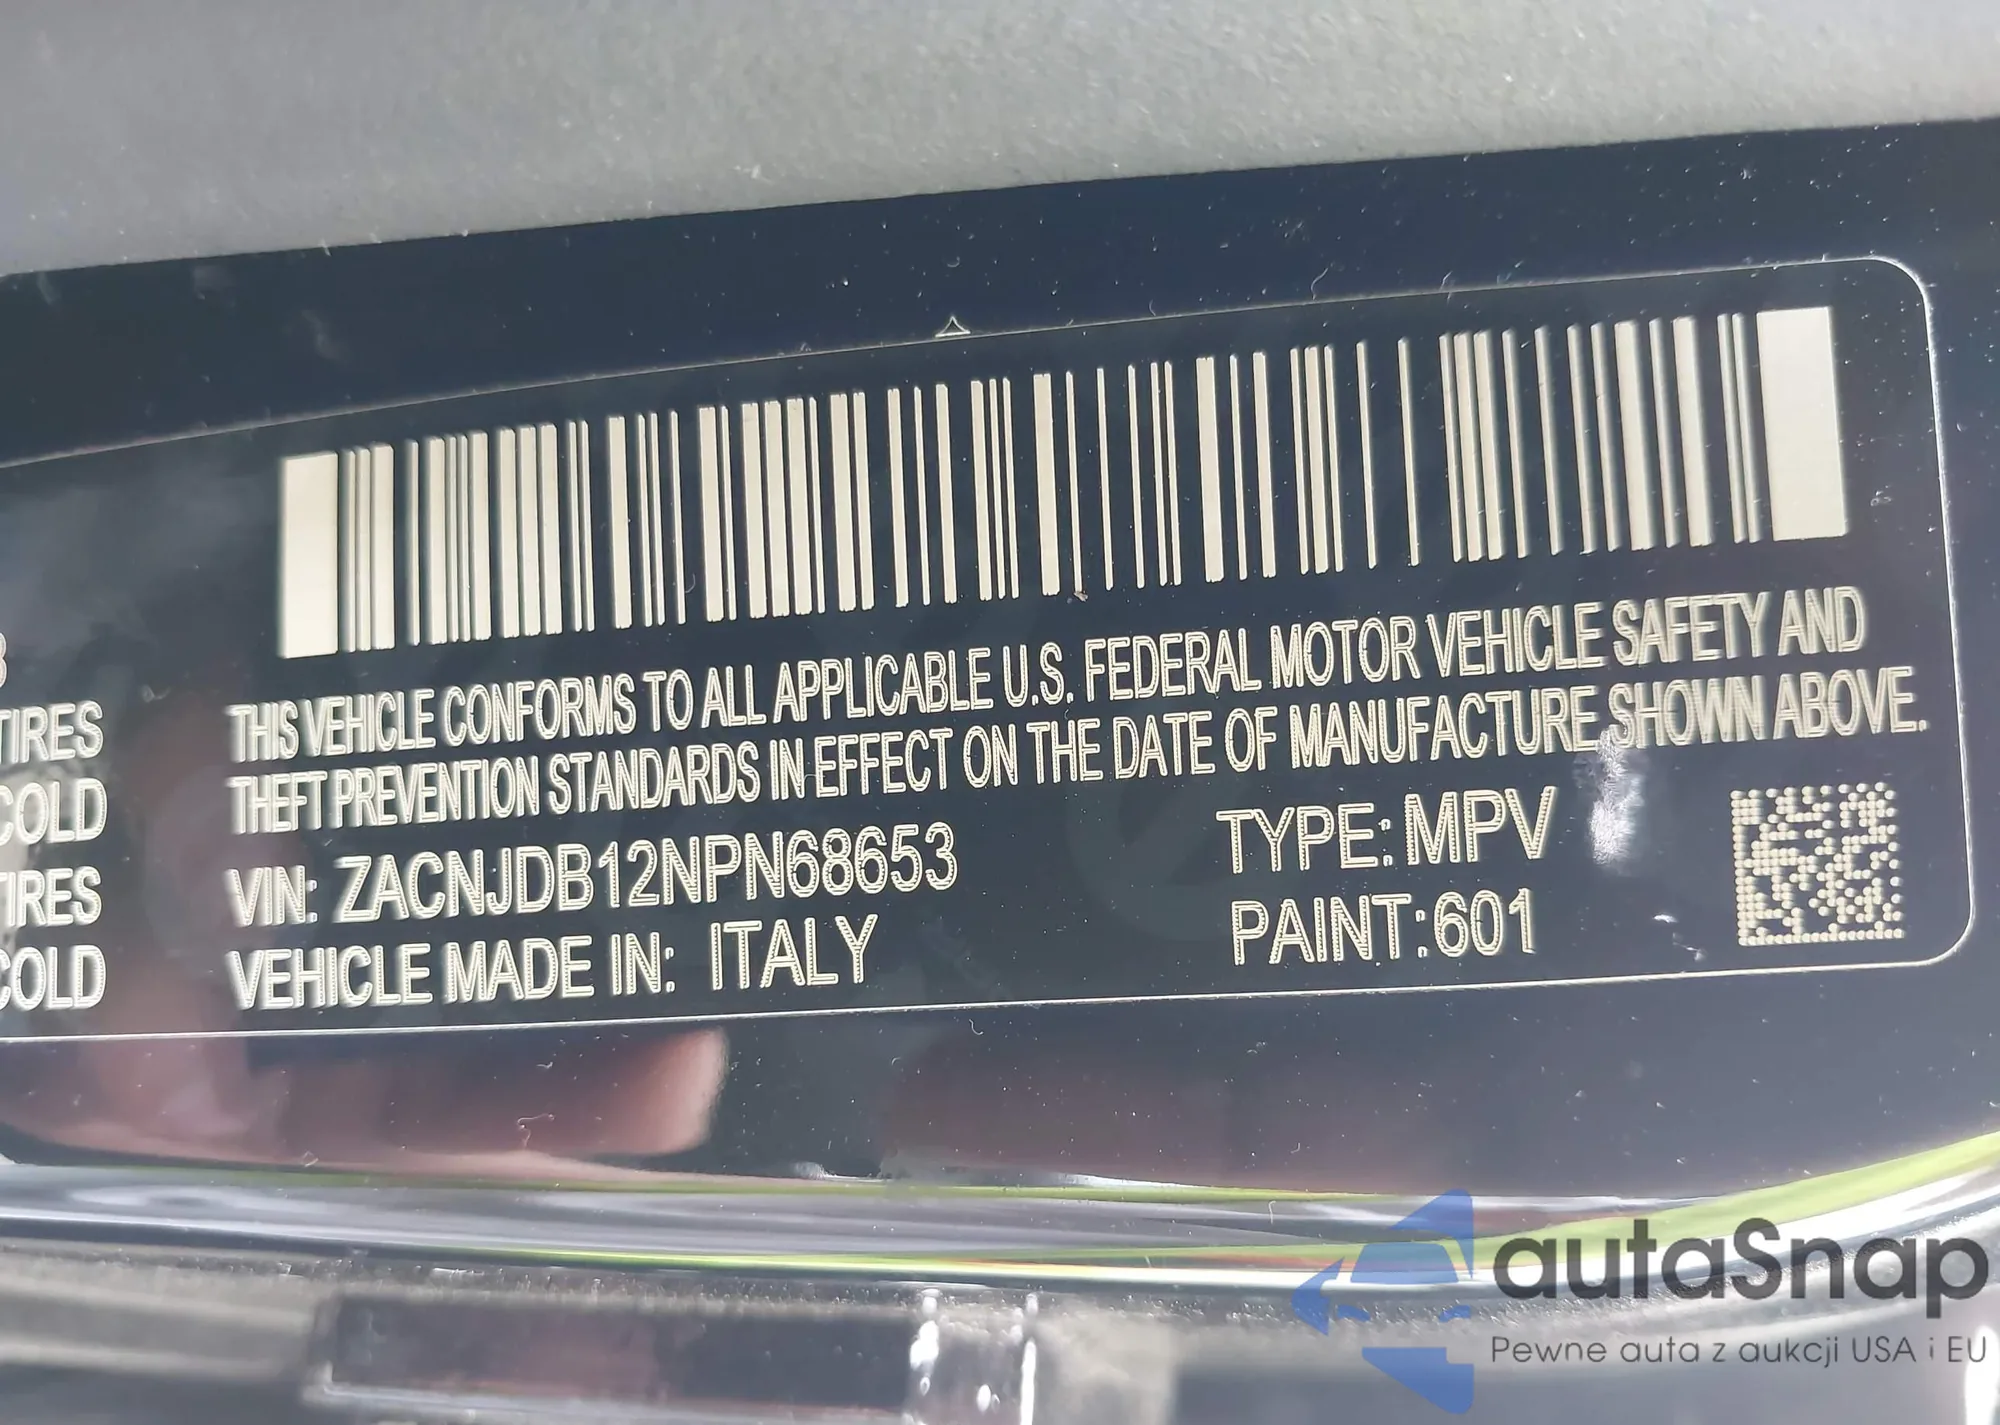 3
TIRES
COLD
TIRES
COLD
THIS VEHICLE CONFORMS TO ALL APPLICABLE U.S. FEDERAL MOTOR VEHICLE SAFETY AND
THEFT PREVENTION STANDARDS IN EFFECT ON THE DATE OF MANUFACTURE SHOWN ABOVE.
VIN: ZACNJDB12NPN68653
TYPE: MPV
VEHICLE MADE IN: ITALY
PAINT: 601
autaSnap
Pewne auta z aukcji USA i EU